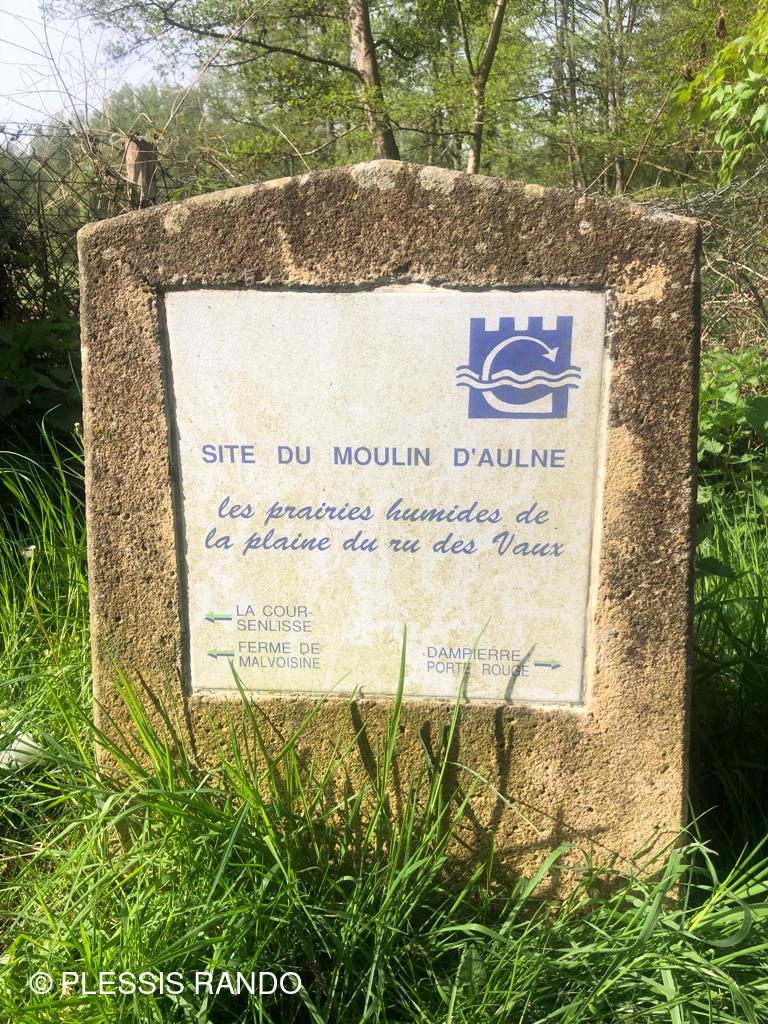 SITE DU MOULIN D'AULNE
les prairies humides de
la plaine du ru des Vaux
LA COUR-
SENLISSE
FERME DE
MALVOISINE
DAMPIERRE
PORTE ROUGE
© PLESSIS RANDO